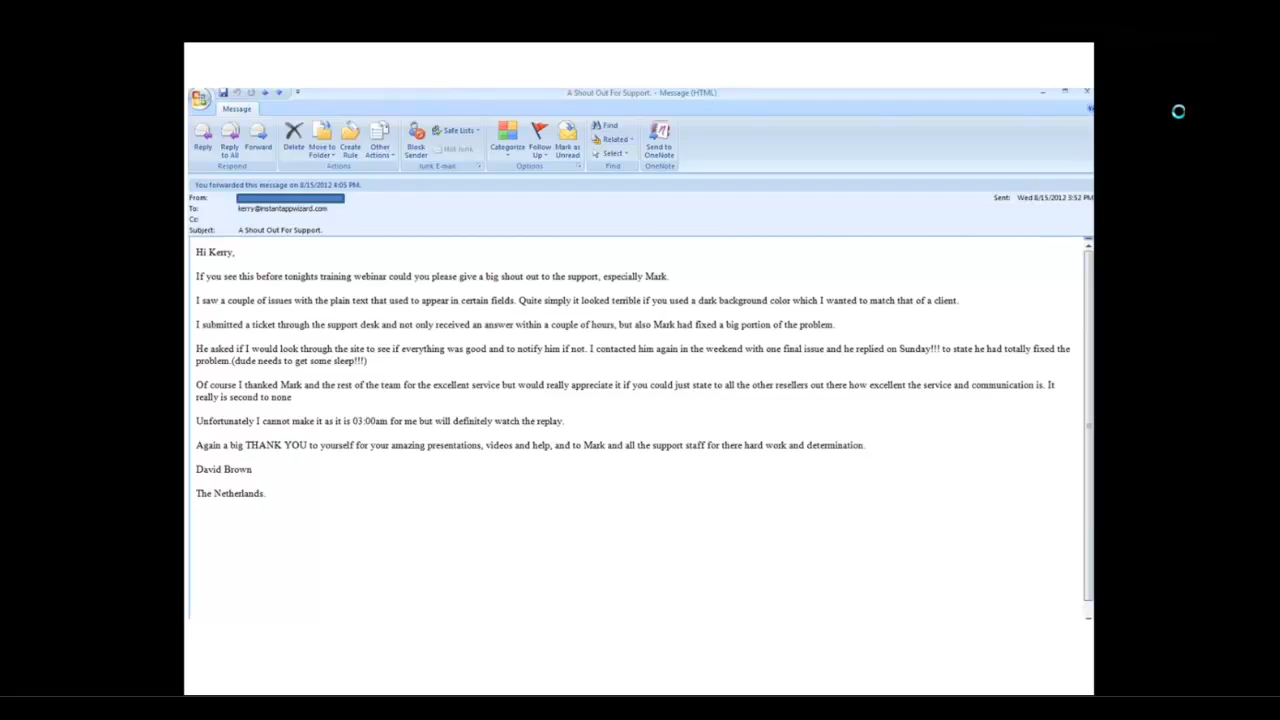 A Shout Out For Support. - Message (HTML)
Message
Reply
Reply to All
Forward
Delete
Move to Folder
Create Rule
Other Actions
Block Sender
Safe Lists
Not Junk
Categorize
Follow Up
Mark as Unread
Find
Related
Select
Send to OneNote
Respond
Actions
Junk E-mail
Options
Find
OneNote
You forwarded this message on 8/15/2012 4:05 PM.
From:
Sent: Wed 8/15/2012 3:52 PM
To: kerry@instantappwizard.com
Cc:
Subject: A Shout Out For Support.
Hi Kerry,
If you see this before tonights training webinar could you please give a big shout out to the support, especially Mark.
I saw a couple of issues with the plain text that used to appear in certain fields. Quite simply it looked terrible if you used a dark background color which I wanted to match that of a client.
I submitted a ticket through the support desk and not only received an answer within a couple of hours, but also Mark had fixed a big portion of the problem.
He asked if I would look through the site to see if everything was good and to notify him if not. I contacted him again in the weekend with one final issue and he replied on Sunday!!! to state he had totally fixed the
problem.(dude needs to get some sleep!!!)
Of course I thanked Mark and the rest of the team for the excellent service but would really appreciate it if you could just state to all the other resellers out there how excellent the service and communication is. It
really is second to none
Unfortunately I cannot make it as it is 03:00am for me but will definitely watch the replay.
Again a big THANK YOU to yourself for your amazing presentations, videos and help, and to Mark and all the support staff for there hard work and determination.
David Brown
The Netherlands.